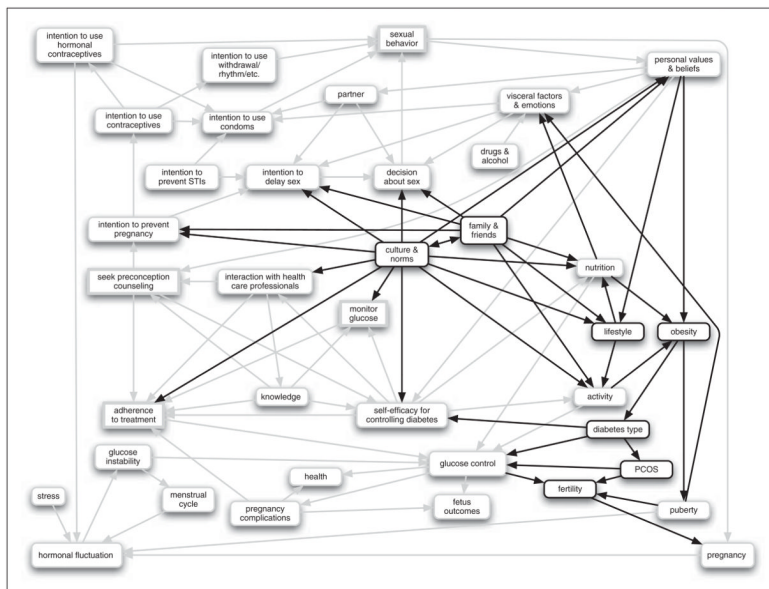 intention to use
hormonal
contraceptives
sexual
behavior
intention to use
withdrawal/
rhythm/etc.
personal values
& beliefs
partner
visceral factors
& emotions
intention to use
contraceptives
intention to use
condoms
drugs &
alcohol
intention to
prevent STIs
intention to
delay sex
decision
about sex
intention to prevent
pregnancy
family &
friends
culture &
norms
nutrition
seek preconception
counseling
interaction with health
care professionals
monitor
glucose
lifestyle
obesity
knowledge
activity
adherence
to treatment
self-efficacy for
controlling diabetes
diabetes type
glucose
instability
glucose control
PCOS
health
stress
menstrual
cycle
fertility
pregnancy
complications
fetus
outcomes
puberty
hormonal fluctuation
pregnancy